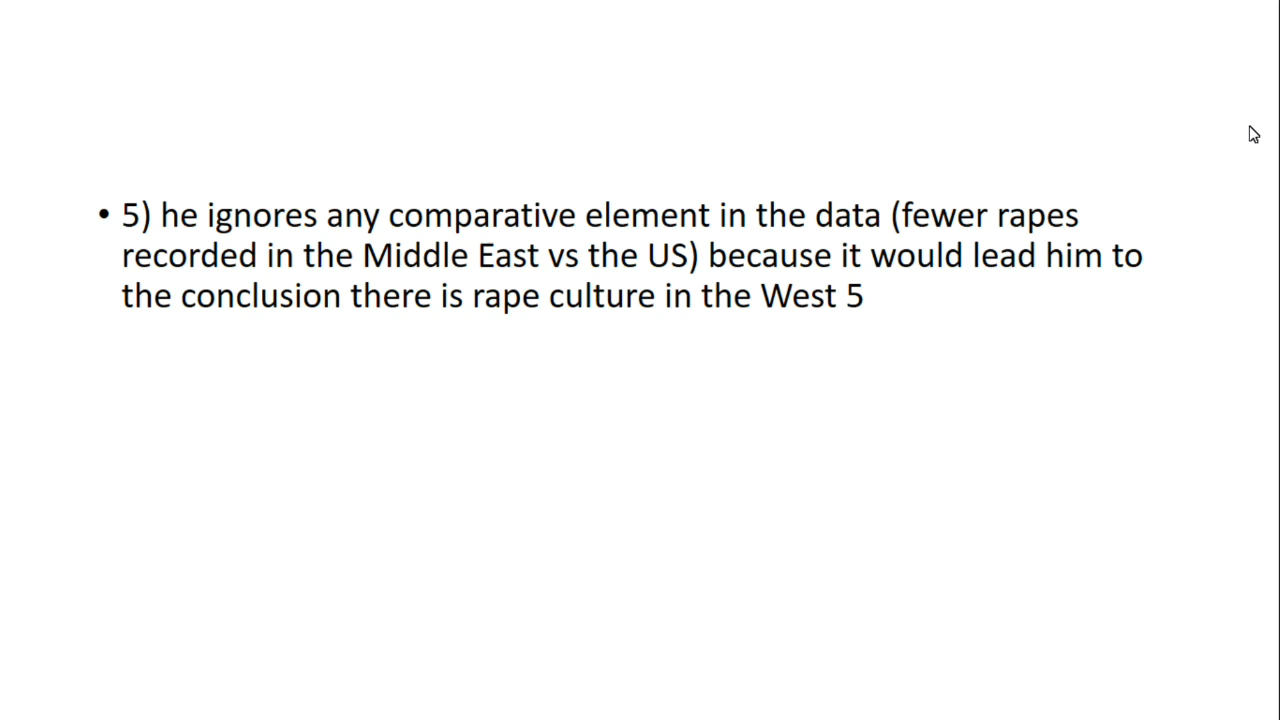 • 5) he ignores any comparative element in the data (fewer rapes
recorded in the Middle East vs the US) because it would lead him to
the conclusion there is rape culture in the West 5